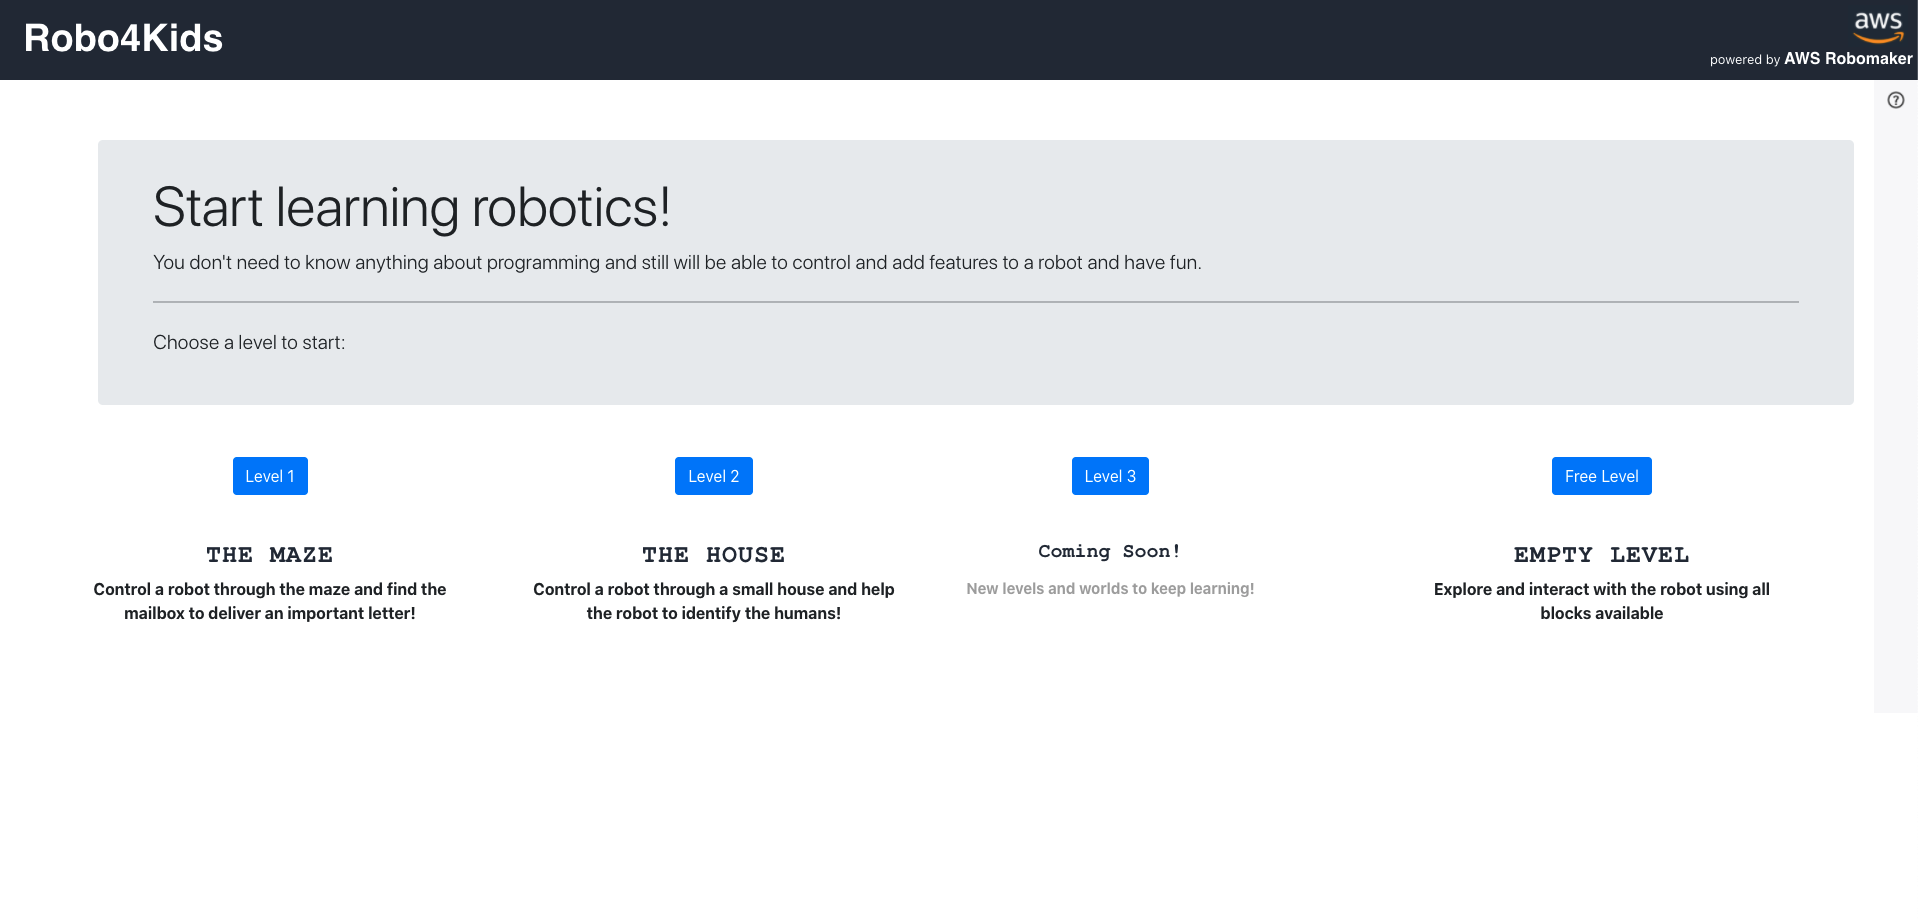 Robo4Kids
aws
powered by AWS Robomaker
Start learning robotics!
You don't need to know anything about programming and still will be able to control and add features to a robot and have fun.
Choose a level to start:
Level 1
THE MAZE
Control a robot through the maze and find the
mailbox to deliver an important letter!
Level 2
THE HOUSE
Control a robot through a small house and help
the robot to identify the humans!
Level 3
Coming Soon!
New levels and worlds to keep learning!
Free Level
EMPTY LEVEL
Explore and interact with the robot using all
blocks available